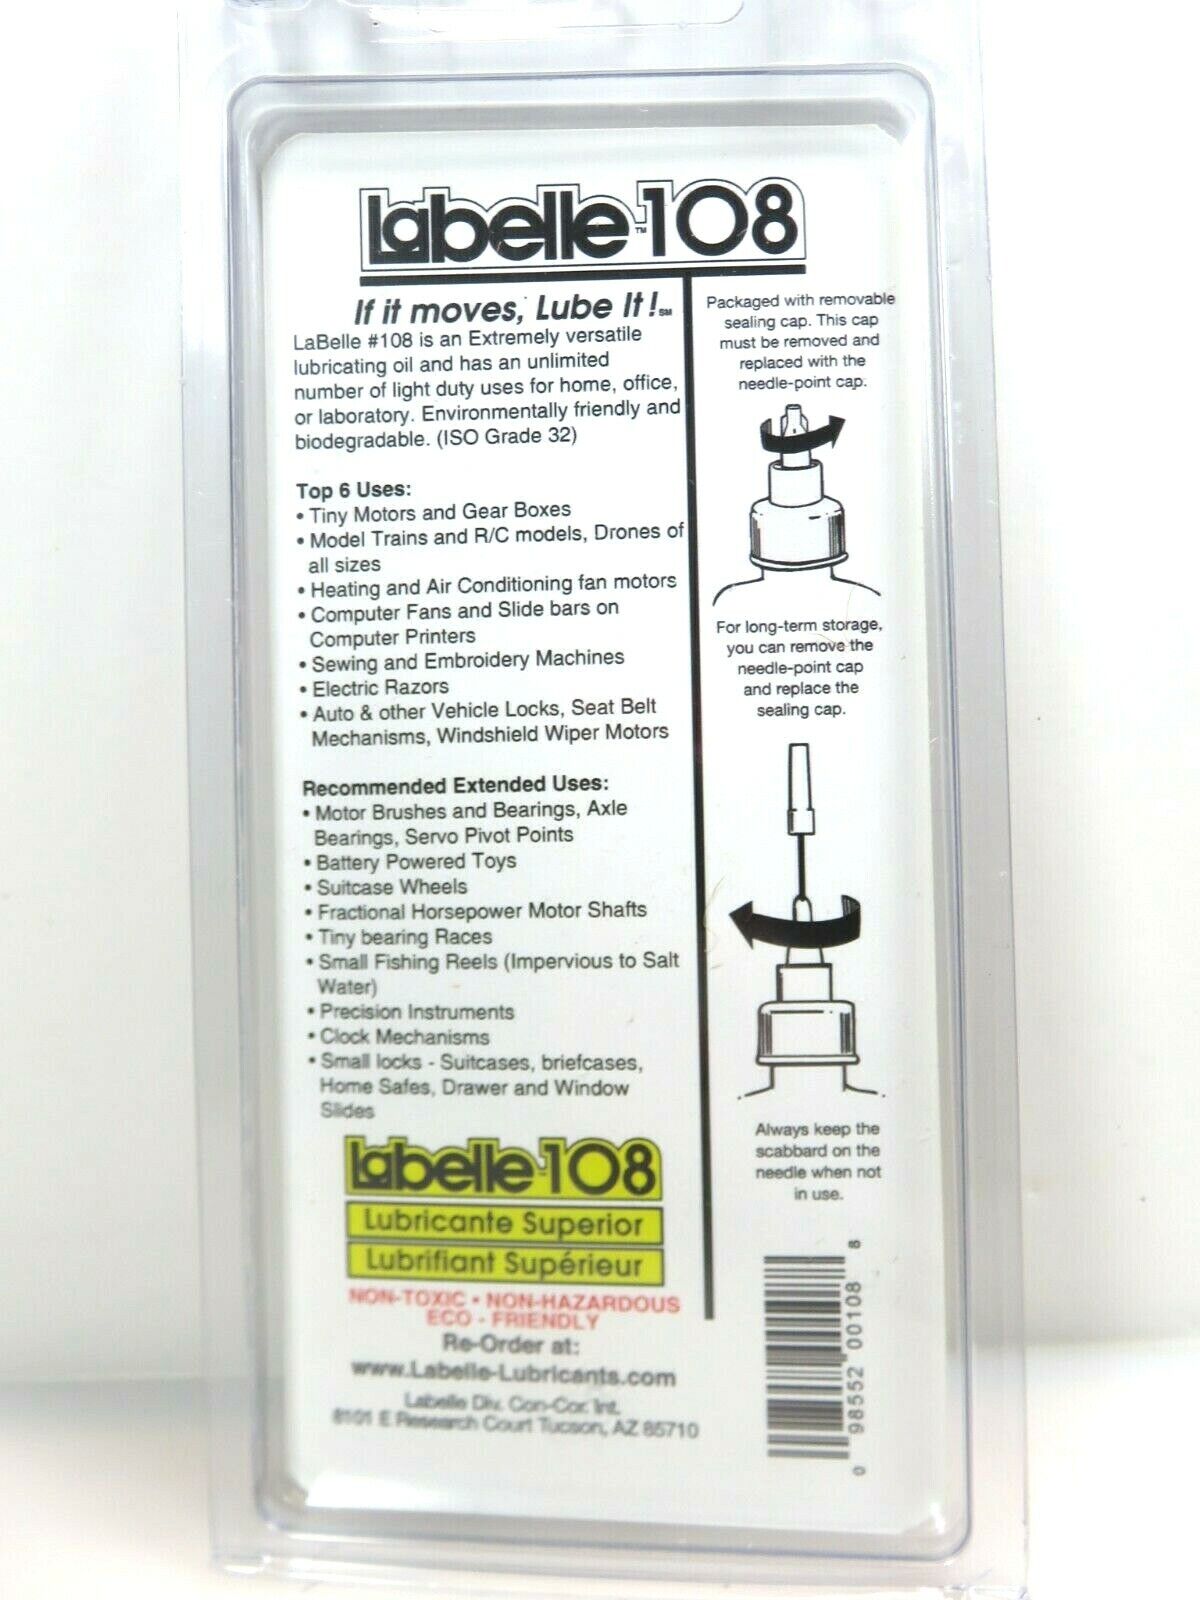 Labelle™108
If it moves, Lube It!℠
LaBelle #108 is an Extremely versatile
lubricating oil and has an unlimited
number of light duty uses for home, office,
or laboratory. Environmentally friendly and
biodegradable. (ISO Grade 32)
Top 6 Uses:
• Tiny Motors and Gear Boxes
• Model Trains and R/C models, Drones of
all sizes
• Heating and Air Conditioning fan motors
• Computer Fans and Slide bars on
Computer Printers
• Sewing and Embroidery Machines
• Electric Razors
• Auto & other Vehicle Locks, Seat Belt
Mechanisms, Windshield Wiper Motors
Recommended Extended Uses:
• Motor Brushes and Bearings, Axle
Bearings, Servo Pivot Points
• Battery Powered Toys
• Suitcase Wheels
• Fractional Horsepower Motor Shafts
• Tiny bearing Races
• Small Fishing Reels (Impervious to Salt
Water)
• Precision Instruments
• Clock Mechanisms
• Small locks - Suitcases, briefcases,
Home Safes, Drawer and Window
Slides
Labelle-108
Lubricante Superior
Lubrifiant Supérieur
NON-TOXIC • NON-HAZARDOUS
ECO - FRIENDLY
Re-Order at:
www.Labelle-Lubricants.com
Labelle Div. Con-Cor. Int.
8101 E Research Court Tucson, AZ 85710
Packaged with removable
sealing cap. This cap
must be removed and
replaced with the
needle-point cap.
For long-term storage,
you can remove the
needle-point cap
and replace the
sealing cap.
Always keep the
scabbard on the
needle when not
in use.
0 98552 00108 8